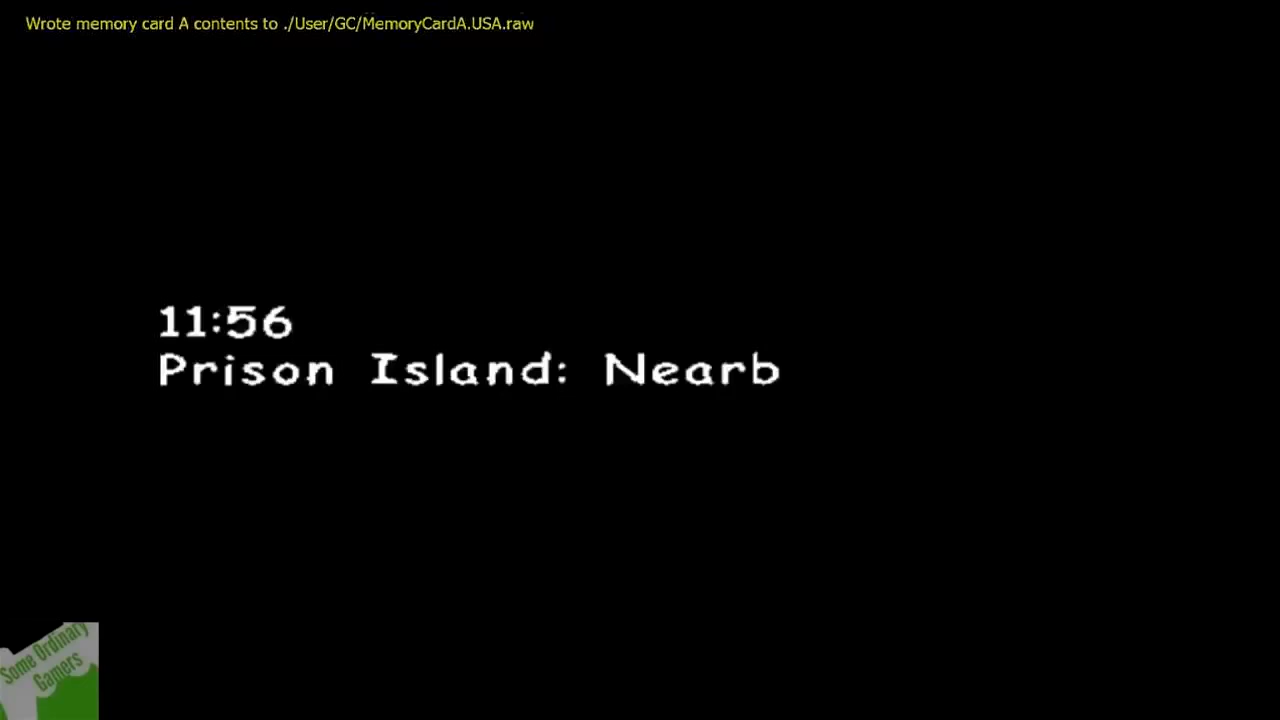 Wrote memory card A contents to ./User/GC/MemoryCardA.USA.raw
11:56
Prison Island: Nearb
Some Ordinary
Gamers